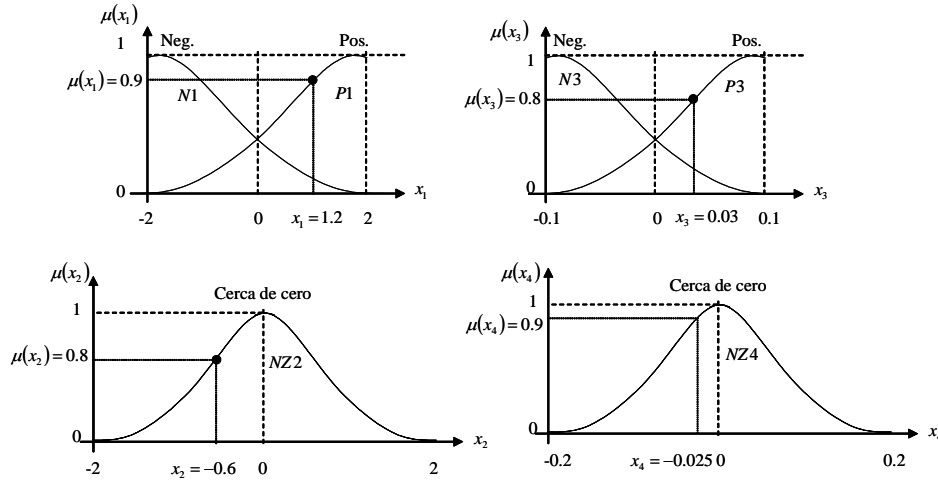 μ(x₁)
1
Neg.
Pos.
μ(x₁)=0.9
N1
P1
0
x₁
-2
0
x₁=1.2
2
μ(x₃)
1
Neg.
Pos.
N3
P3
μ(x₃)=0.8
0
x₃
-0.1
0
x₃=0.03
0.1
μ(x₂)
Cerca de cero
1
μ(x₂)=0.8
NZ2
0
x₂
-2
x₂=−0.6
0
2
μ(x₄)
Cerca de cero
1
μ(x₄)=0.9
NZ4
0
x
-0.2
x₄=−0.025
0
0.2